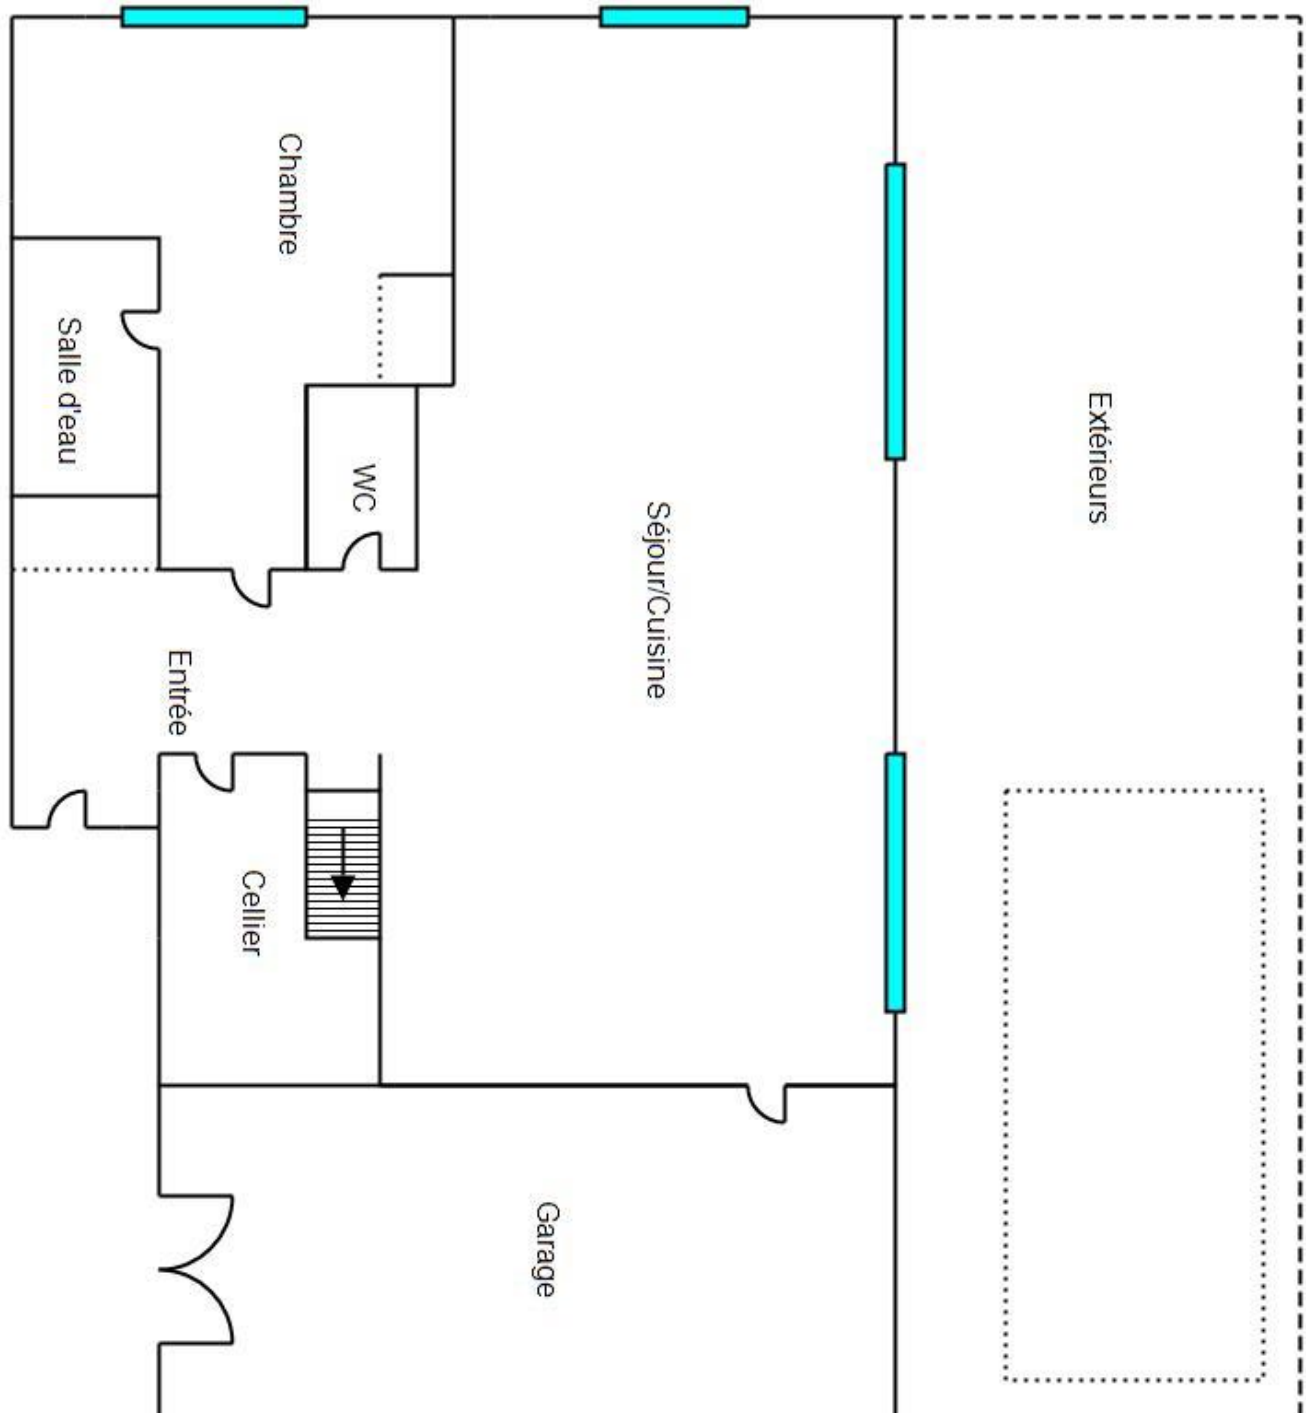 Extérieurs
Séjour/Cuisine
Garage
WC
Chambre
Cellier
Entrée
Salle d'eau